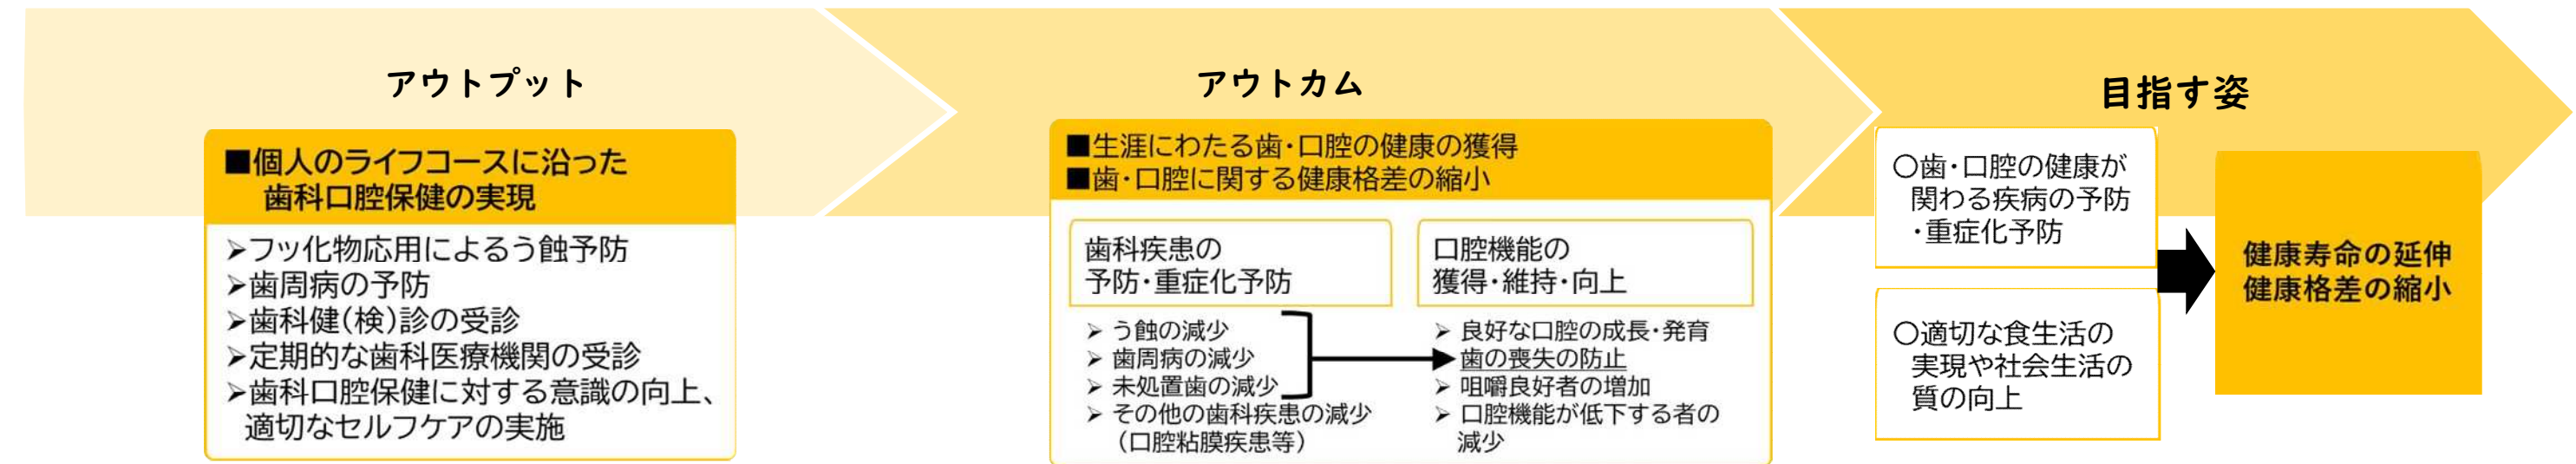 アウトプット
■個人のライフコースに沿った
歯科口腔保健の実現
➢フッ化物応用によるう蝕予防
➢歯周病の予防
➢歯科健(検)診の受診
➢定期的な歯科医療機関の受診
➢歯科口腔保健に対する意識の向上、
適切なセルフケアの実施
アウトカム
■生涯にわたる歯・口腔の健康の獲得
■歯・口腔に関する健康格差の縮小
歯科疾患の
予防・重症化予防
➢ う蝕の減少
➢ 歯周病の減少
➢ 未処置歯の減少
➢ その他の歯科疾患の減少
（口腔粘膜疾患等）
口腔機能の
獲得・維持・向上
➢ 良好な口腔の成長・発育
歯の喪失の防止
➢ 咀嚼良好者の増加
➢ 口腔機能が低下する者の
減少
目指す姿
〇歯・口腔の健康が
関わる疾病の予防
・重症化予防
〇適切な食生活の
実現や社会生活の
質の向上
健康寿命の延伸
健康格差の縮小